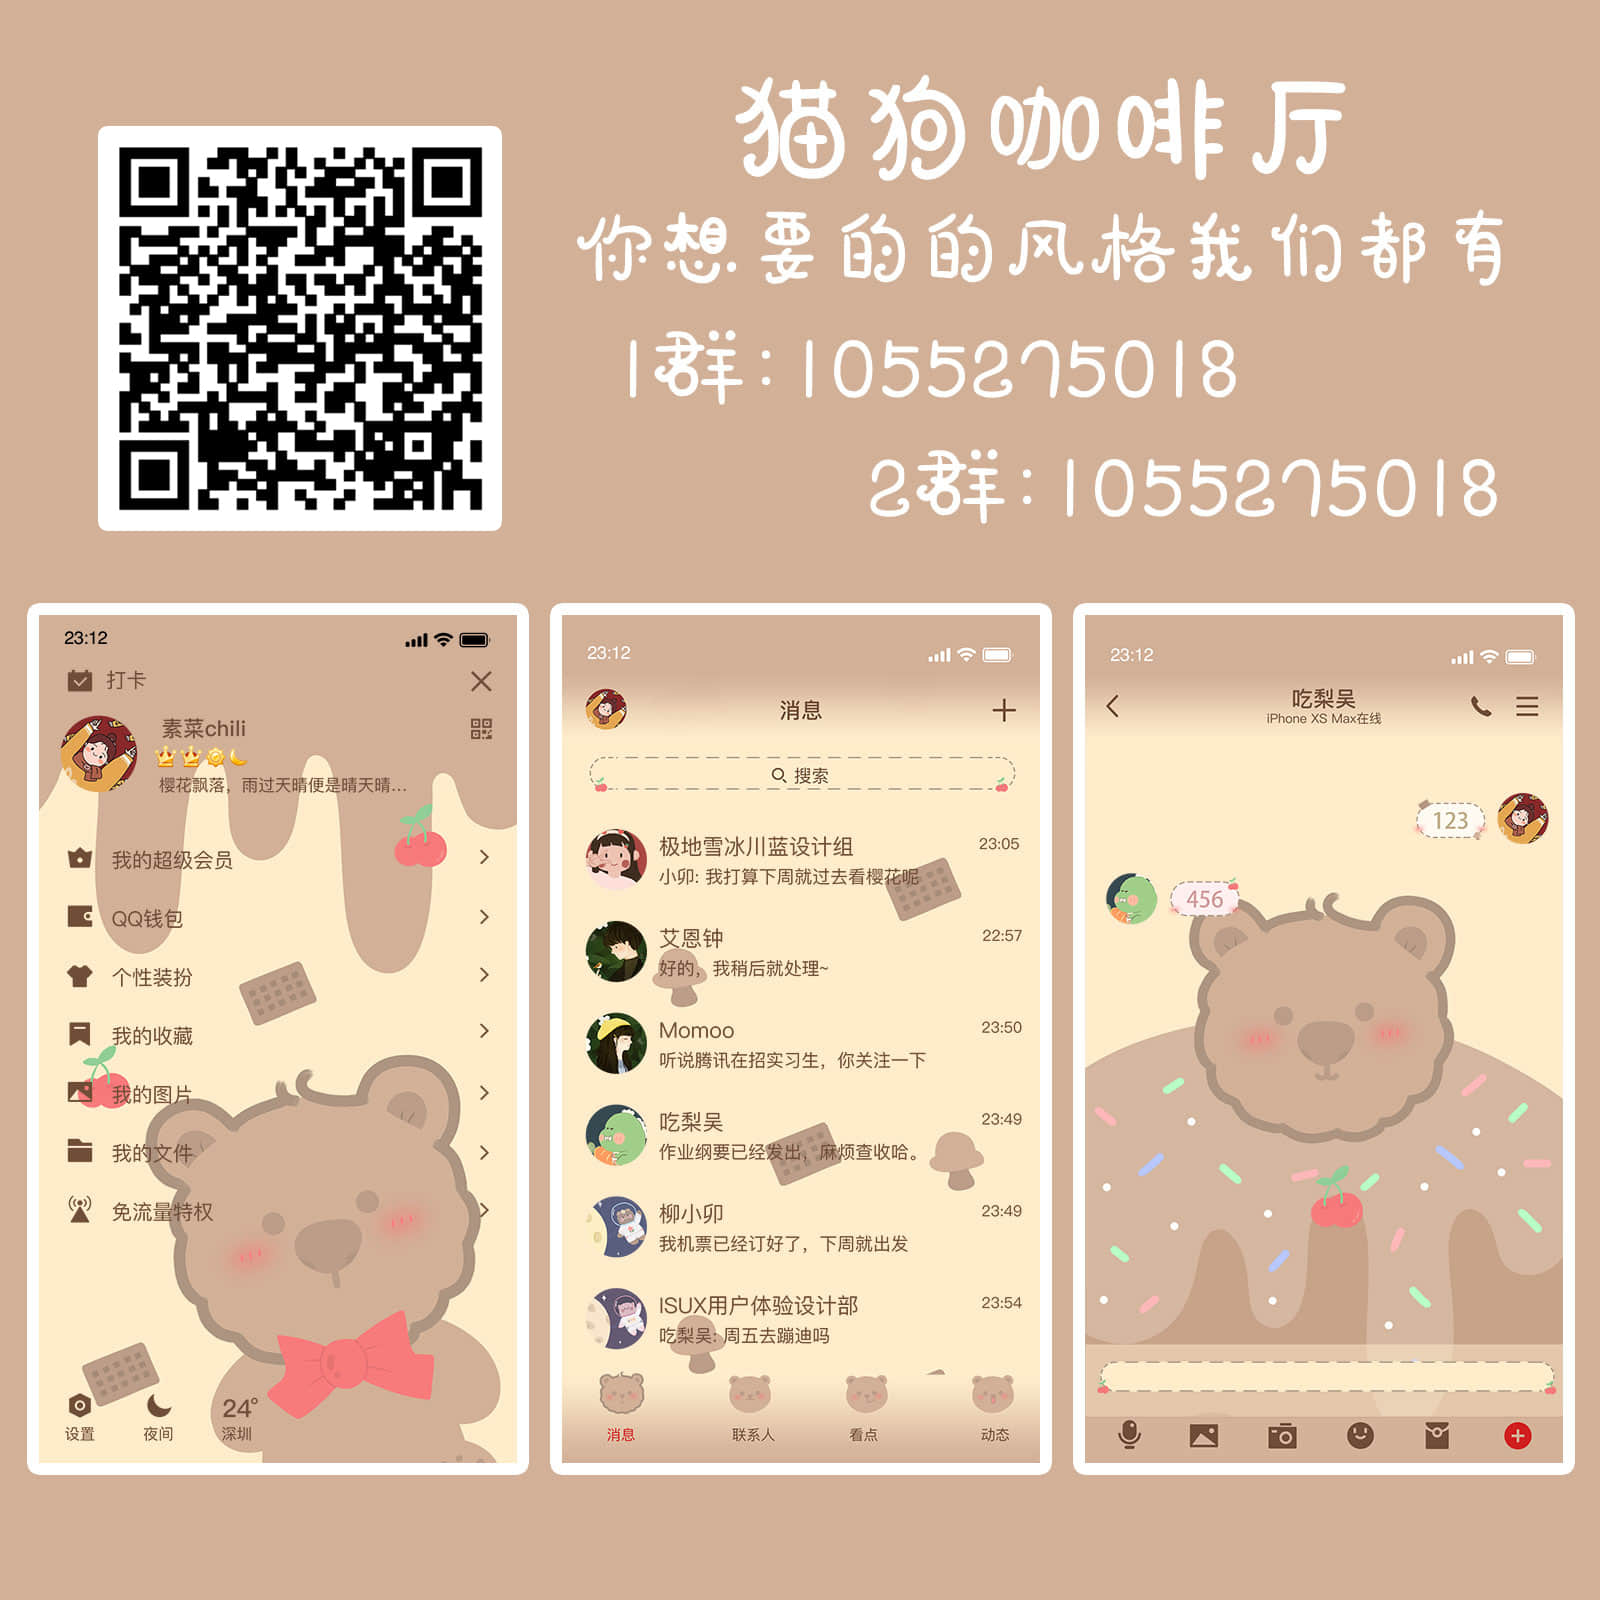 猫狗咖啡厅
你想要的的风格我们都有
1群:1055275018
2群:1055275018
23:12
打卡
素菜chili
樱花飘落，雨过天晴便是晴天晴...
我的超级会员
QQ钱包
个性装扮
我的收藏
我的图片
我的文件
免流量特权
24°
设置 夜间 深圳
23:12
消息
搜索
极地雪冰川蓝设计组 23:05
小卯: 我打算下周就过去看樱花呢
艾恩钟 22:57
好的，我稍后就处理~
Momoo 23:50
听说腾讯在招实习生，你关注一下
吃梨吴 23:49
作业纲要已经发出，麻烦查收哈。
柳小卯 23:49
我机票已经订好了，下周就出发
ISUX用户体验设计部 23:54
吃梨吴: 周五去蹦迪吗
消息 联系人 看点 动态
23:12
吃梨吴
iPhone XS Max在线
123
456